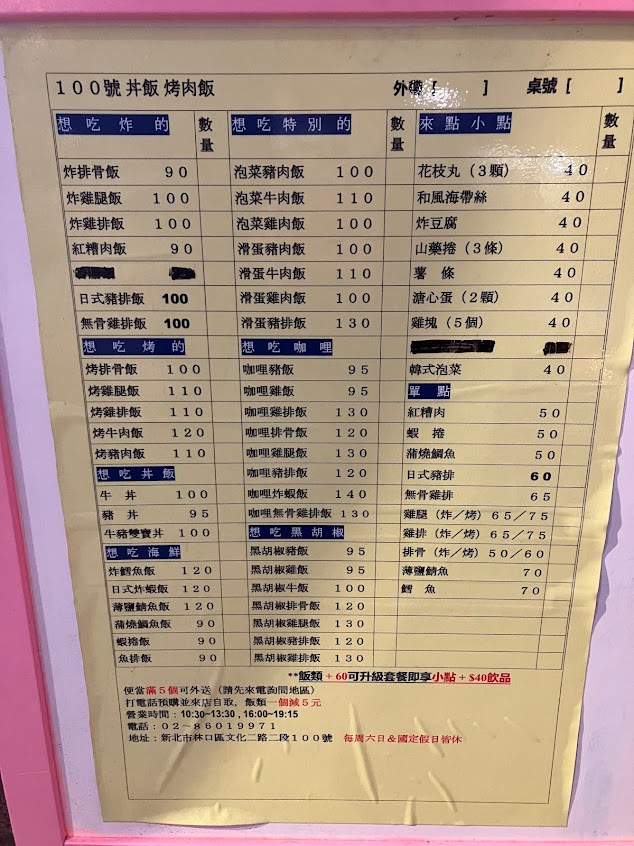 100號 丼飯 烤肉飯 外帶 [ ] 桌號 [ ]
想吃炸的 數量
炸排骨飯 90
炸雞腿飯 100
炸雞排飯 100
紅糟肉飯 90
日式豬排飯 100
無骨雞排飯 100
想吃烤的
烤排骨飯 100
烤雞腿飯 110
烤雞排飯 110
烤牛肉飯 120
烤豬肉飯 110
想吃丼飯
牛 丼 100
豬 丼 95
牛豬雙寶丼 100
想吃海鮮
炸鱈魚飯 120
日式炸蝦飯 120
薄鹽鯖魚飯 120
蒲燒鯛魚飯 90
蝦捲飯 90
魚排飯 90
想吃特別的 數量
泡菜豬肉飯 100
泡菜牛肉飯 110
泡菜雞肉飯 100
滑蛋豬肉飯 100
滑蛋牛肉飯 110
滑蛋雞肉飯 100
滑蛋豬排飯 130
想吃咖哩
咖哩豬飯 95
咖哩雞飯 95
咖哩雞排飯 130
咖哩排骨飯 120
咖哩雞腿飯 130
咖哩豬排飯 120
咖哩炸蝦飯 140
咖哩無骨雞排飯 130
想吃黑胡椒
黑胡椒豬飯 95
黑胡椒雞飯 95
黑胡椒牛飯 100
黑胡椒排骨飯 120
黑胡椒雞腿飯 130
黑胡椒豬排飯 120
黑胡椒雞排飯 130
來點小點 數量
花枝丸（3顆） 40
和風海帶絲 40
炸豆腐 40
山藥捲（3條） 40
薯 條 40
溏心蛋（2顆） 40
雞塊（5個） 40
韓式泡菜 40
單 點
紅糟肉 50
蝦 捲 50
蒲燒鯛魚 50
日式豬排 60
無骨雞排 65
雞腿（炸／烤）65／75
雞排（炸／烤）65／75
排骨（炸／烤）50／60
薄鹽鯖魚 70
鱈 魚 70
**飯類 + 60可升級套餐即享小點 + $40飲品
便當滿5個可外送（請先來電詢問地區）
打電話預購並來店自取，飯類一個減5元
營業時間：10:30~13:30 , 16:00~19:15
電話：02-86019971
地址：新北市林口區文化二路二段100號 每周六日&國定假日皆休